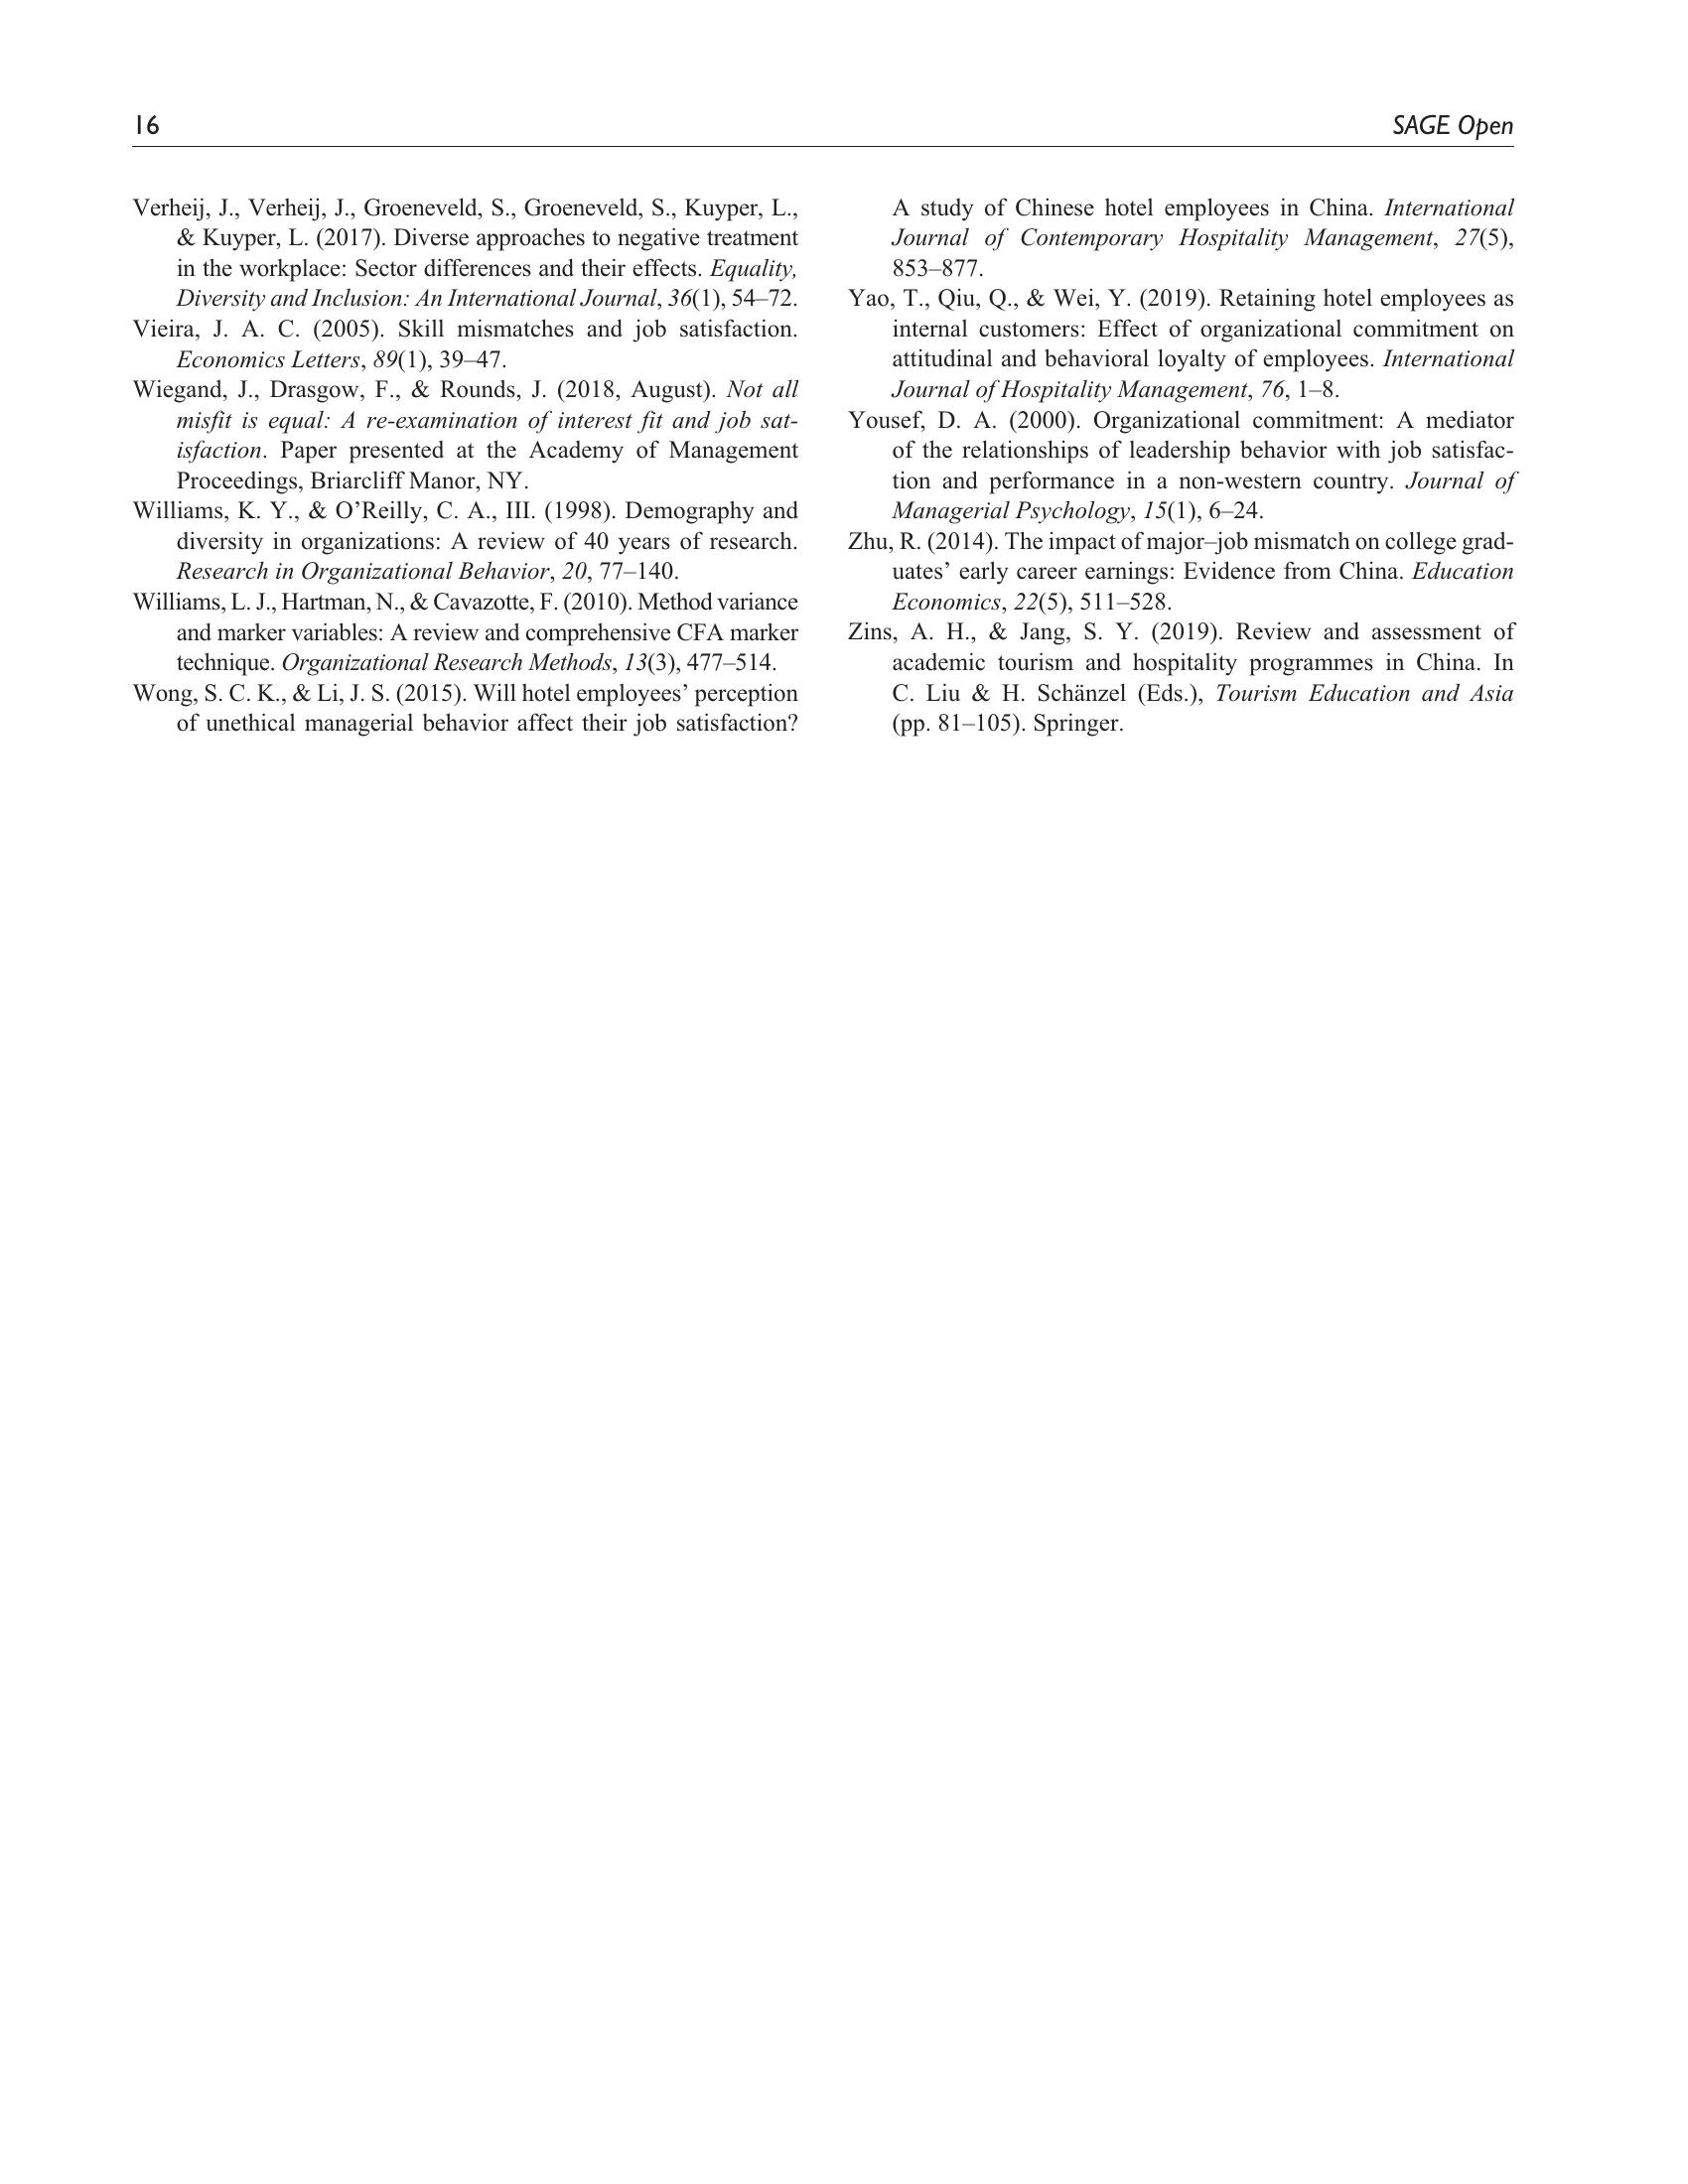 16
SAGE Open
Verheij, J., Verheij, J., Groeneveld, S., Groeneveld, S., Kuyper, L.,
& Kuyper, L. (2017). Diverse approaches to negative treatment
in the workplace: Sector differences and their effects. Equality,
Diversity and Inclusion: An International Journal, 36(1), 54–72.
Vieira, J. A. C. (2005). Skill mismatches and job satisfaction.
Economics Letters, 89(1), 39–47.
Wiegand, J., Drasgow, F., & Rounds, J. (2018, August). Not all
misfit is equal: A re-examination of interest fit and job sat-
isfaction. Paper presented at the Academy of Management
Proceedings, Briarcliff Manor, NY.
Williams, K. Y., & O’Reilly, C. A., III. (1998). Demography and
diversity in organizations: A review of 40 years of research.
Research in Organizational Behavior, 20, 77–140.
Williams, L. J., Hartman, N., & Cavazotte, F. (2010). Method variance
and marker variables: A review and comprehensive CFA marker
technique. Organizational Research Methods, 13(3), 477–514.
Wong, S. C. K., & Li, J. S. (2015). Will hotel employees’ perception
of unethical managerial behavior affect their job satisfaction?
A study of Chinese hotel employees in China. International
Journal of Contemporary Hospitality Management, 27(5),
853–877.
Yao, T., Qiu, Q., & Wei, Y. (2019). Retaining hotel employees as
internal customers: Effect of organizational commitment on
attitudinal and behavioral loyalty of employees. International
Journal of Hospitality Management, 76, 1–8.
Yousef, D. A. (2000). Organizational commitment: A mediator
of the relationships of leadership behavior with job satisfac-
tion and performance in a non-western country. Journal of
Managerial Psychology, 15(1), 6–24.
Zhu, R. (2014). The impact of major–job mismatch on college grad-
uates’ early career earnings: Evidence from China. Education
Economics, 22(5), 511–528.
Zins, A. H., & Jang, S. Y. (2019). Review and assessment of
academic tourism and hospitality programmes in China. In
C. Liu & H. Schänzel (Eds.), Tourism Education and Asia
(pp. 81–105). Springer.